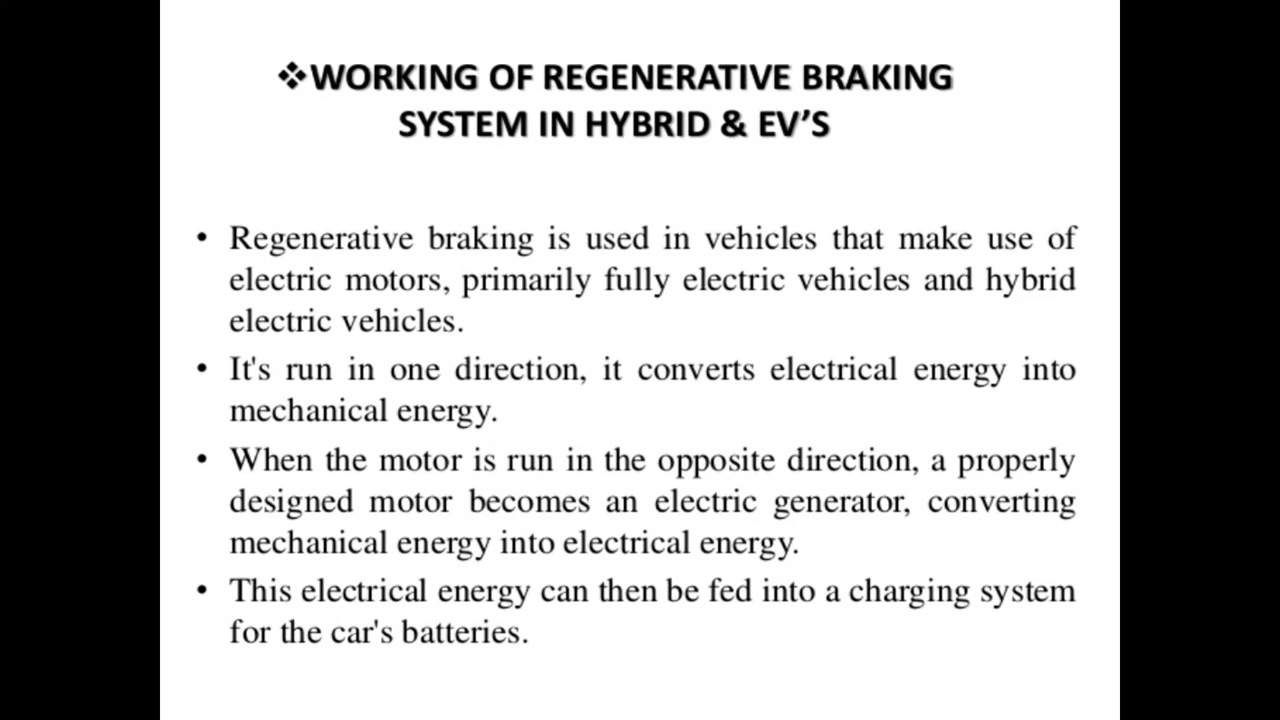 ❖WORKING OF REGENERATIVE BRAKING
SYSTEM IN HYBRID & EV’S
• Regenerative braking is used in vehicles that make use of
electric motors, primarily fully electric vehicles and hybrid
electric vehicles.
• It's run in one direction, it converts electrical energy into
mechanical energy.
• When the motor is run in the opposite direction, a properly
designed motor becomes an electric generator, converting
mechanical energy into electrical energy.
• This electrical energy can then be fed into a charging system
for the car's batteries.